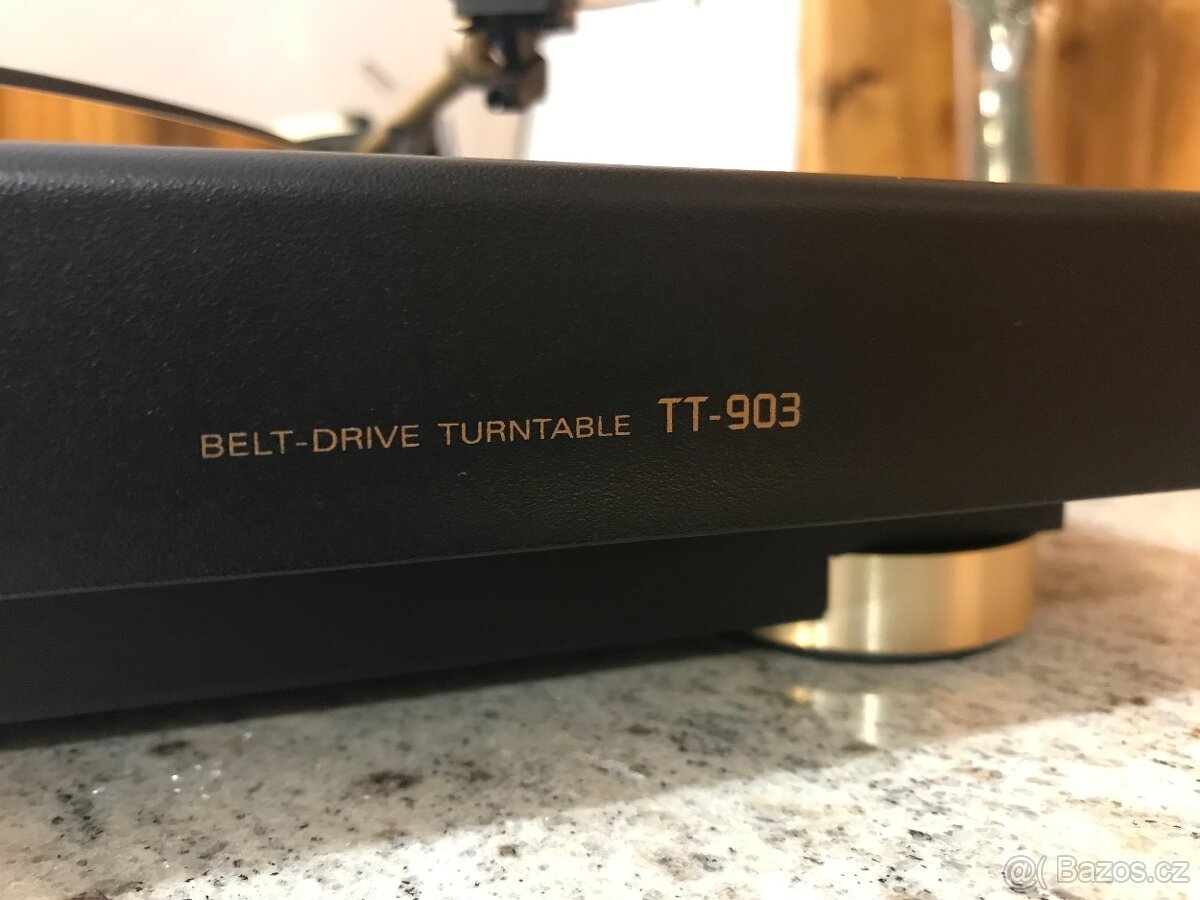 BELT-DRIVE TURNTABLE TT-903
@( Bazos.cz